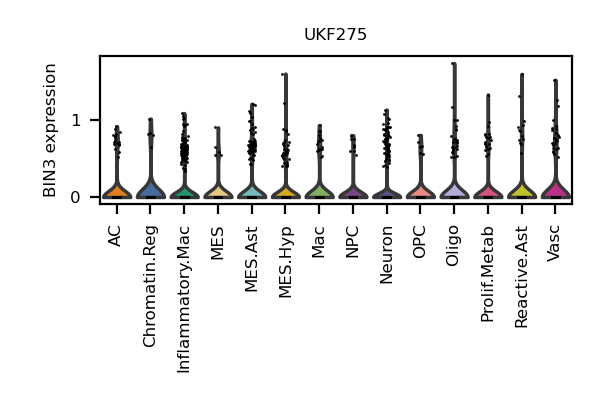 UKF275
BIN3 expression
1
0
AC
Chromatin.Reg
Inflammatory.Mac
MES
MES.Ast
MES.Hyp
Mac
NPC
Neuron
OPC
Oligo
Prolif.Metab
Reactive.Ast
Vasc